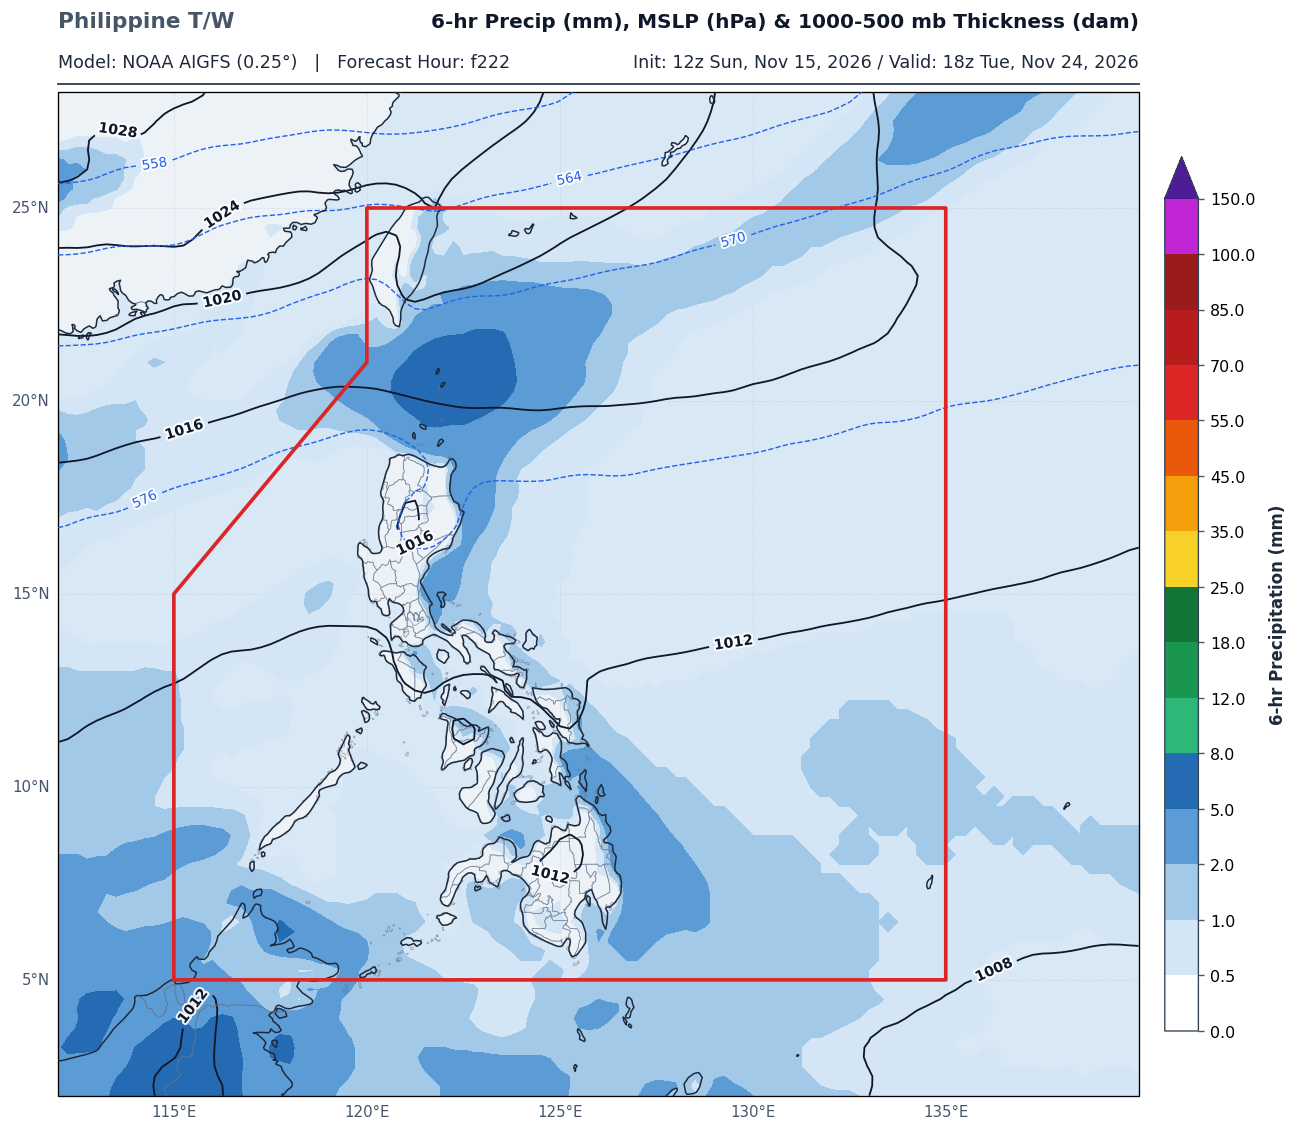 Philippine T/W
6-hr Precip (mm), MSLP (hPa) & 1000-500 mb Thickness (dam)
Model: NOAA AIGFS (0.25°) | Forecast Hour: f222
Init: 12z Sun, Nov 15, 2026 / Valid: 18z Tue, Nov 24, 2026
1028
558
564
1024
570
1020
1016
576
1016
1012
1012
1008
1012
25°N
20°N
15°N
10°N
5°N
115°E
120°E
125°E
130°E
135°E
150.0
100.0
85.0
70.0
55.0
45.0
35.0
25.0
18.0
12.0
8.0
5.0
2.0
1.0
0.5
0.0
6-hr Precipitation (mm)